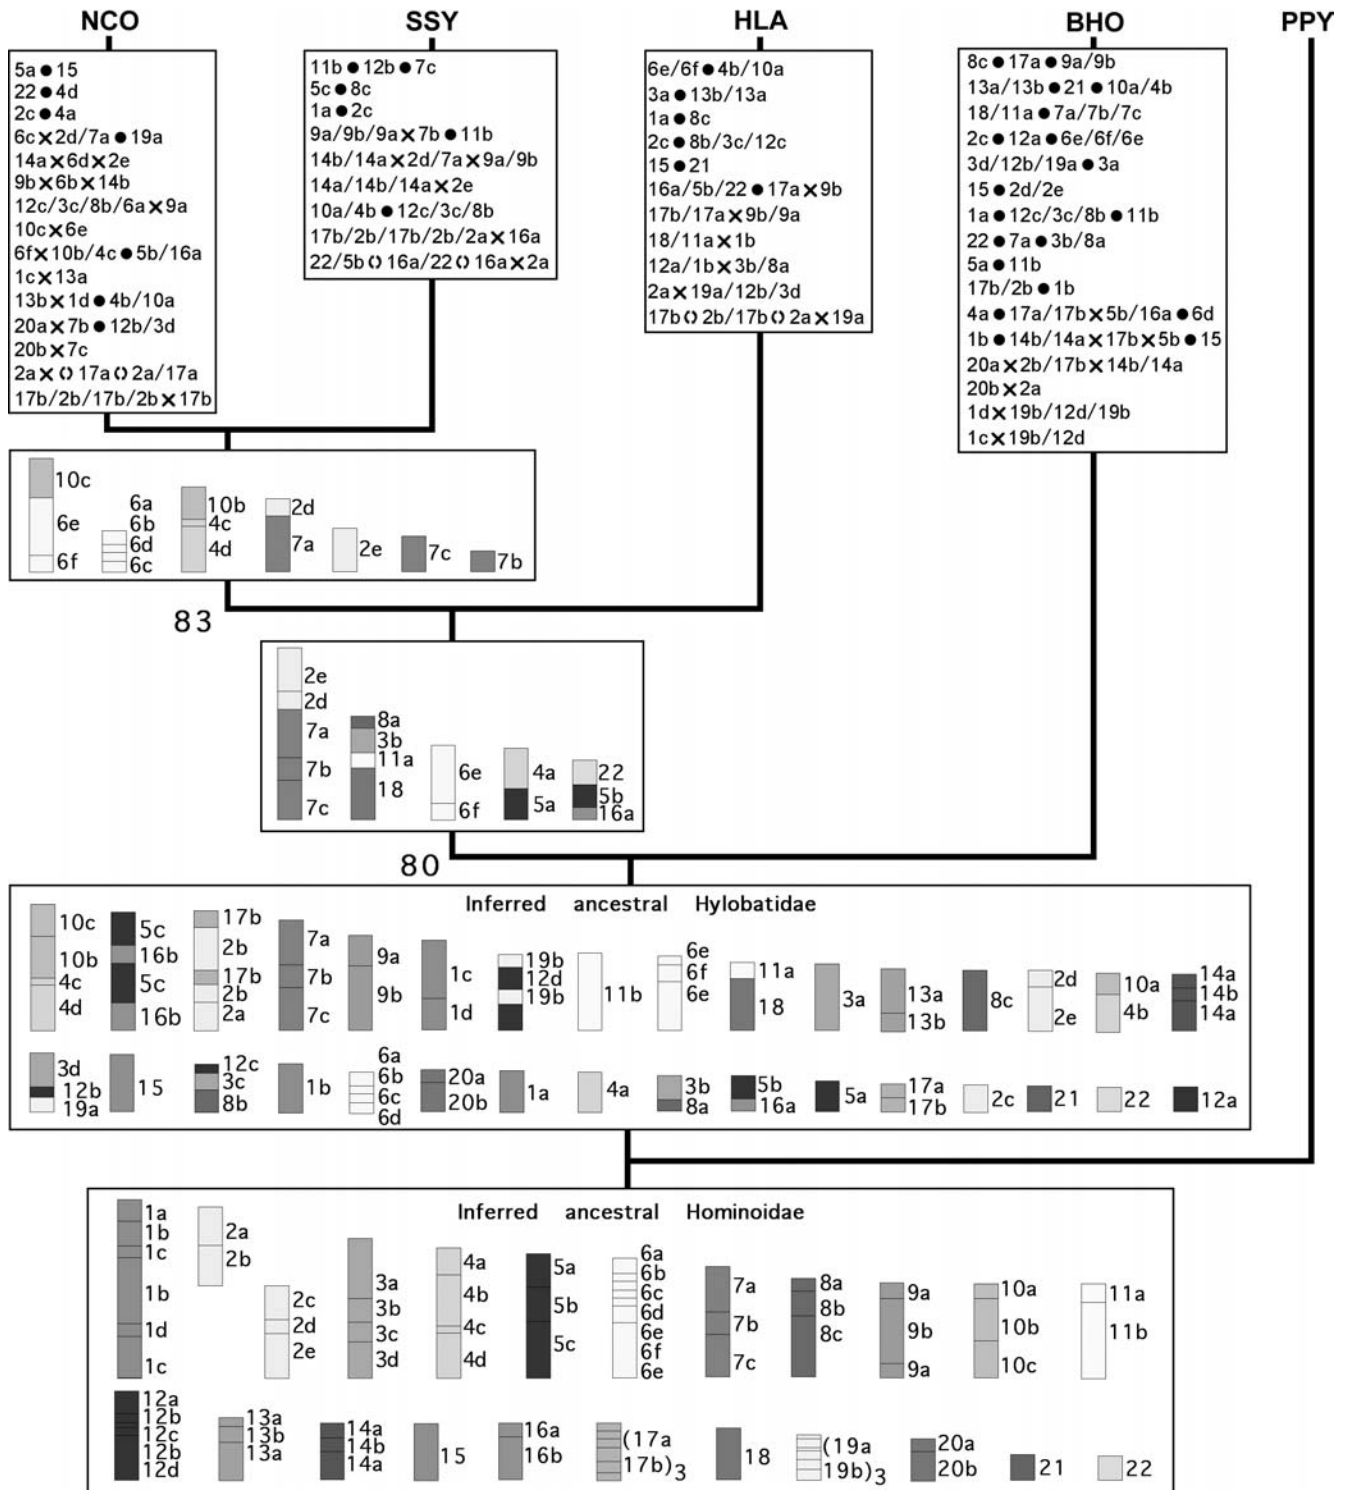 NCO SSY HLA BHO PPY
5a ● 15
22 ● 4d
2c ● 4a
6c × 2d/7a ● 19a
14a × 6d × 2e
9b × 6b × 14b
12c/3c/8b/6a × 9a
10c × 6e
6f × 10b/4c ● 5b/16a
1c × 13a
13b × 1d ● 4b/10a
20a × 7b ● 12b/3d
20b × 7c
2a × () 17a () 2a/17a
17b/2b/17b/2b × 17b
11b ● 12b ● 7c
5c ● 8c
1a ● 2c
9a/9b/9a × 7b ● 11b
14b/14a × 2d/7a × 9a/9b
14a/14b/14a × 2e
10a/4b ● 12c/3c/8b
17b/2b/17b/2b/2a × 16a
22/5b () 16a/22 () 16a × 2a
6e/6f ● 4b/10a
3a ● 13b/13a
1a ● 8c
2c ● 8b/3c/12c
15 ● 21
16a/5b/22 ● 17a × 9b
17b/17a × 9b/9a
18/11a × 1b
12a/1b × 3b/8a
2a × 19a/12b/3d
17b () 2b/17b () 2a × 19a
8c ● 17a ● 9a/9b
13a/13b ● 21 ● 10a/4b
18/11a ● 7a/7b/7c
2c ● 12a ● 6e/6f/6e
3d/12b/19a ● 3a
15 ● 2d/2e
1a ● 12c/3c/8b ● 11b
22 ● 7a ● 3b/8a
5a ● 11b
17b/2b ● 1b
4a ● 17a/17b × 5b/16a ● 6d
1b ● 14b/14a × 17b × 5b ● 15
20a × 2b/17b × 14b/14a
20b × 2a
1d × 19b/12d/19b
1c × 19b/12d
10c
6e
6f
6a
6b
6d
6c
10b
4c
4d
2d
7a
2e
7c
7b
83
2e
2d
7a
7b
7c
8a
3b
11a
18
6e
6f
4a
5a
22
5b
16a
80
Inferred ancestral Hylobatidae
10c
10b
4c
4d
5c
16b
5c
16b
17b
2b
17b
2b
2a
7a
7b
7c
9a
9b
1c
1d
19b
12d
19b
11b
6e
6f
6e
11a
18
3a
13a
13b
8c
2d
2e
10a
4b
14a
14b
14a
3d
12b
19a
15
12c
3c
8b
1b
6a
6b
6c
6d
20a
20b
1a
4a
3b
8a
5b
16a
5a
17a
17b
2c
21
22
12a
Inferred ancestral Hominoidae
1a
1b
1c
1b
1d
1c
2a
2b
2c
2d
2e
3a
3b
3c
3d
4a
4b
4c
4d
5a
5b
5c
6a
6b
6c
6d
6e
6f
6e
7a
7b
7c
8a
8b
8c
9a
9b
9a
10a
10b
10c
11a
11b
12a
12b
12c
12b
12d
13a
13b
13a
14a
14b
14a
15
16a
16b
(17a
17b)3
18
(19a
19b)3
20a
20b
21
22